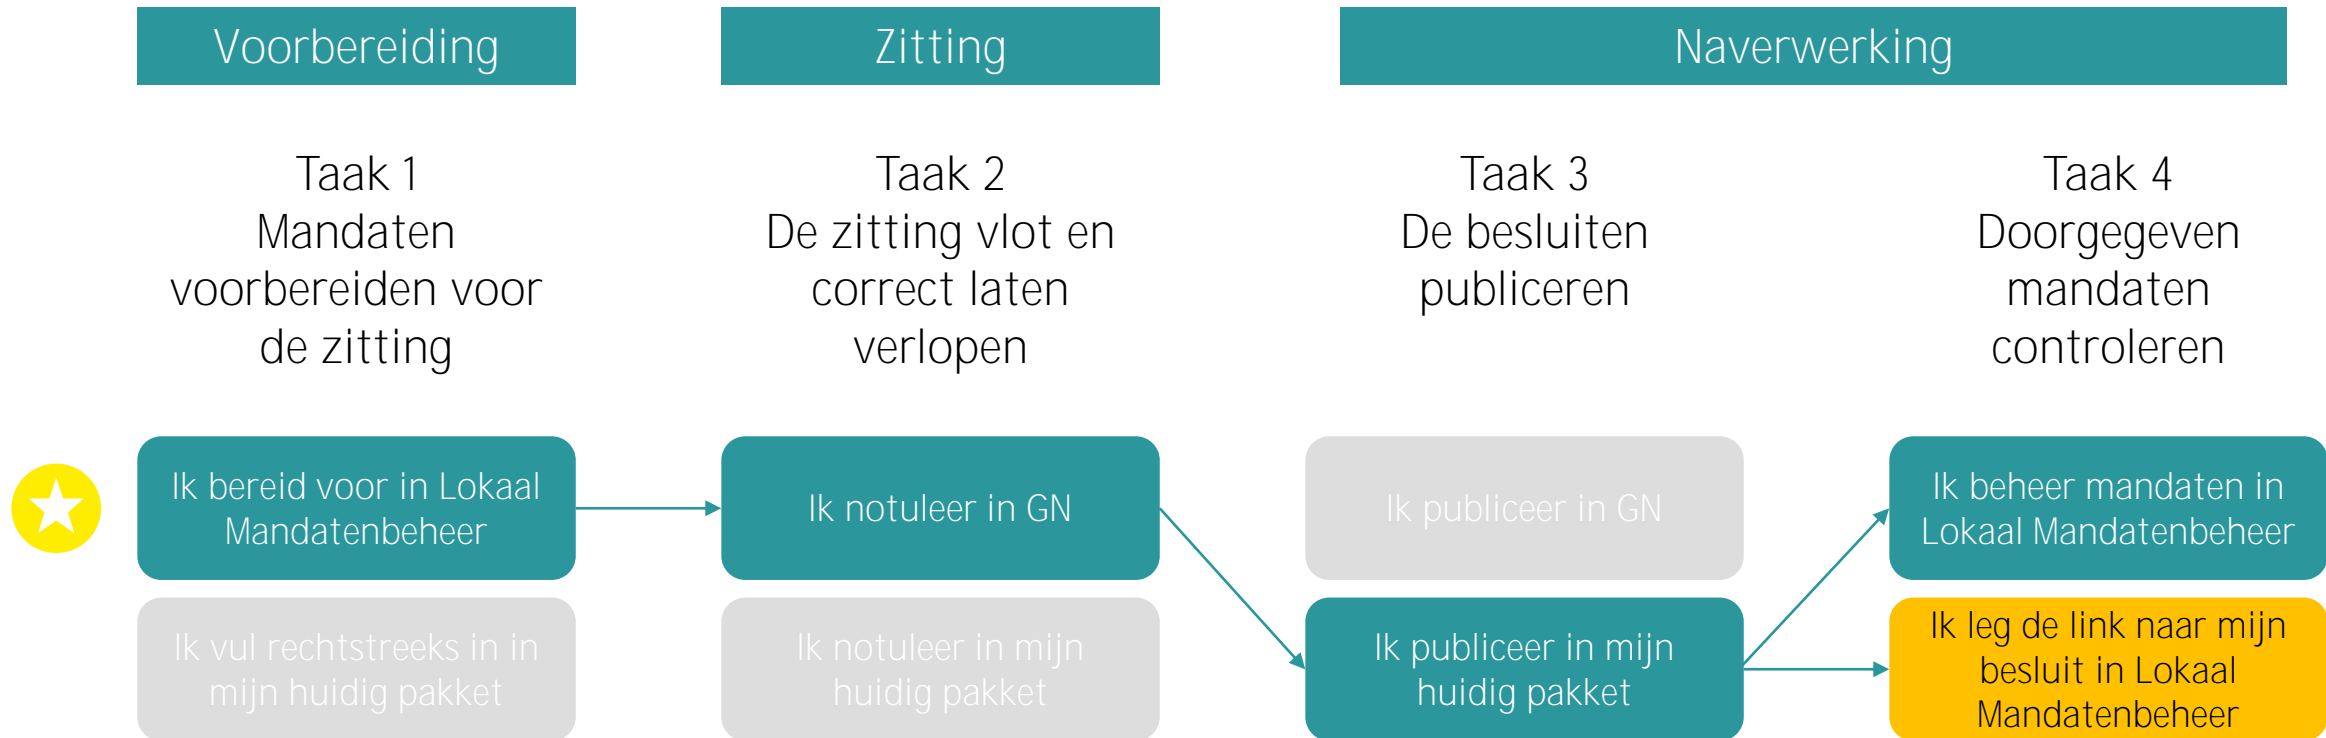 Voorbereiding
Zitting
Naverwerking
Taak 1
Mandaten
voorbereiden voor
de zitting
Taak 2
De zitting vlot en
correct laten
verlopen
Taak 3
De besluiten
publiceren
Taak 4
Doorgegeven
mandaten
controleren
Ik bereid voor in Lokaal
Mandatenbeheer
Ik notuleer in GN
Ik publiceer in GN
Ik beheer mandaten in
Lokaal Mandatenbeheer
Ik vul rechtstreeks in in
mijn huidig pakket
Ik notuleer in mijn
huidig pakket
Ik publiceer in mijn
huidig pakket
Ik leg de link naar mijn
besluit in Lokaal
Mandatenbeheer